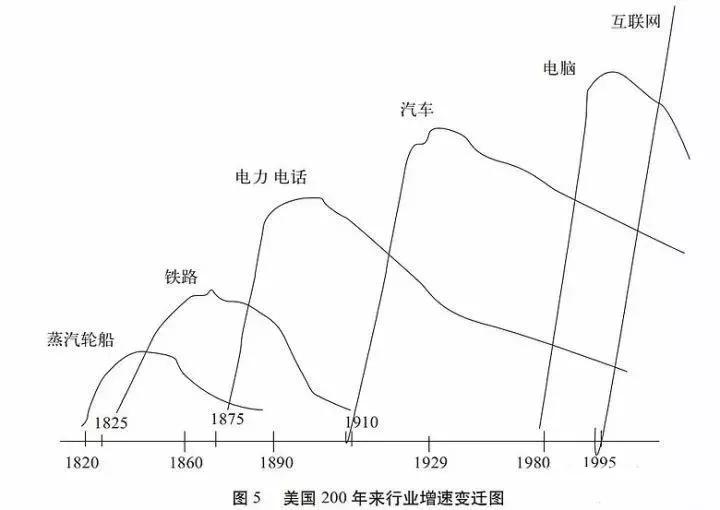 互联网
电脑
汽车
电力 电话
铁路
蒸汽轮船
1825
1875
1910
1820
1860
1890
1929
1980
1995
图 5 美国 200 年来行业增速变迁图